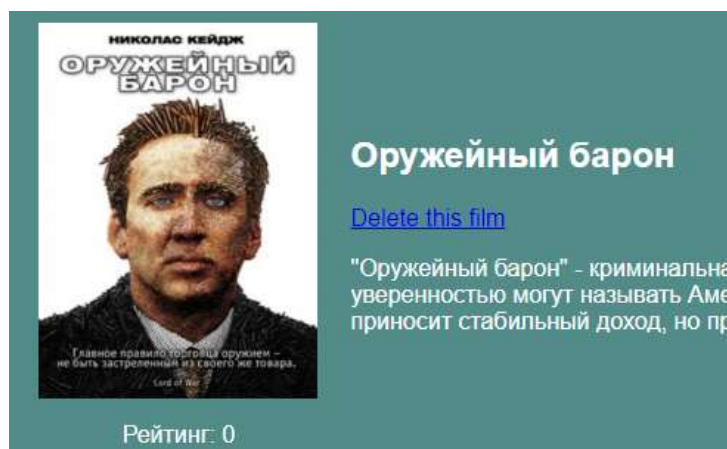 НИКОЛАС КЕЙДЖ
ОРУЖЕЙНЫЙ
БАРОН
Главное правило торговца оружием –
не быть застреленным из своего же товара.
Lord of War
Рейтинг: 0
Оружейный барон
Delete this film
"Оружейный барон" - криминальна
уверенностью могут называть Аме
приносит стабильный доход, но пр